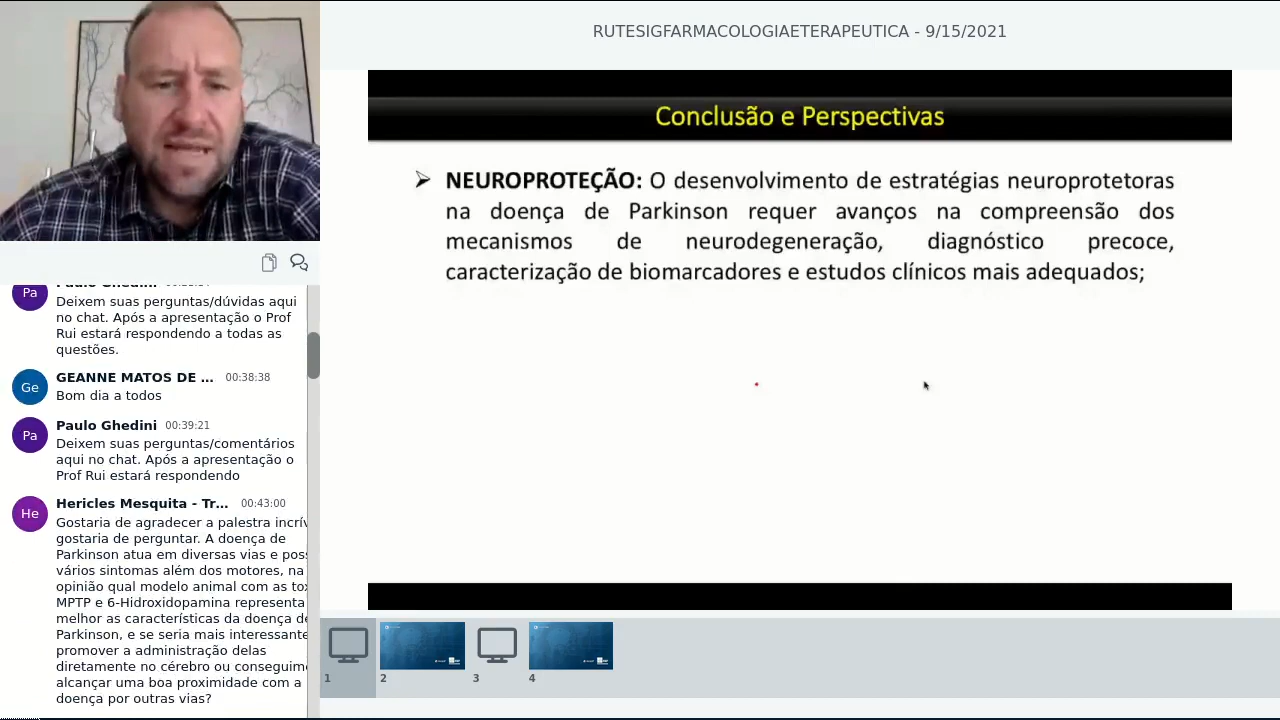 RUTESIGFARMACOLOGIAETERAPEUTICA - 9/15/2021
Conclusão e Perspectivas
➢ NEUROPROTEÇÃO: O desenvolvimento de estratégias neuroprotetoras
na doença de Parkinson requer avanços na compreensão dos
mecanismos de neurodegeneração, diagnóstico precoce,
caracterização de biomarcadores e estudos clínicos mais adequados;
Pa
Paulo Ghedini
Deixem suas perguntas/dúvidas aqui
no chat. Após a apresentação o Prof
Rui estará respondendo a todas as
questões.
Ge
GEANNE MATOS DE ... 00:38:38
Bom dia a todos
Pa
Paulo Ghedini 00:39:21
Deixem suas perguntas/comentários
aqui no chat. Após a apresentação o
Prof Rui estará respondendo
He
Hericles Mesquita - Tr... 00:43:00
Gostaria de agradecer a palestra incrív
gostaria de perguntar. A doença de
Parkinson atua em diversas vias e poss
vários sintomas além dos motores, na
opinião qual modelo animal com as tox
MPTP e 6-Hidroxidopamina representa
melhor as características da doença de
Parkinson, e se seria mais interessante
promover a administração delas
diretamente no cérebro ou conseguimo
alcançar uma boa proximidade com a
doença por outras vias?
1
2
3
4